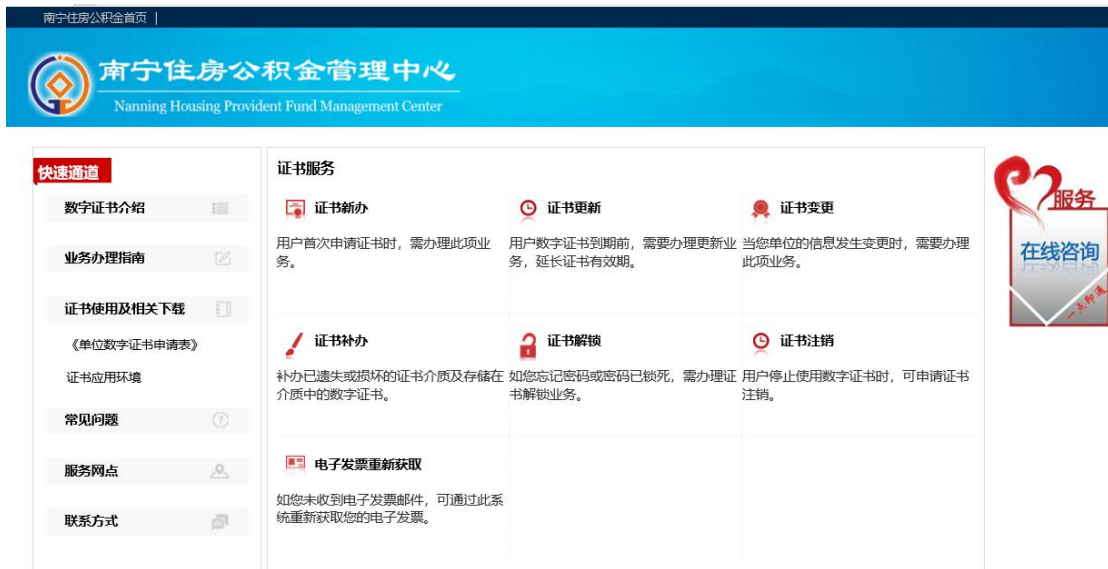 南宁住房公积金首页 |
南宁住房公积金管理中心
Nanning Housing Provident Fund Management Center
快速通道
数字证书介绍
业务办理指南
证书使用及相关下载
《单位数字证书申请表》
证书应用环境
常见问题
服务网点
联系方式
证书服务
证书新办
用户首次申请证书时，需办理此项业
务。
证书更新
用户数字证书到期前，需要办理更新业
务，延长证书有效期。
证书变更
当您单位的信息发生变更时，需要办理
此项业务。
证书补办
补办已遗失或损坏的证书介质及存储在
介质中的数字证书。
证书解锁
如您忘记密码或密码已锁死，需办理证
书解锁业务。
证书注销
用户停止使用数字证书时，可申请证书
注销。
电子发票重新获取
如您未收到电子发票邮件，可通过此系
统重新获取您的电子发票。
服务
在线咨询
一点即通